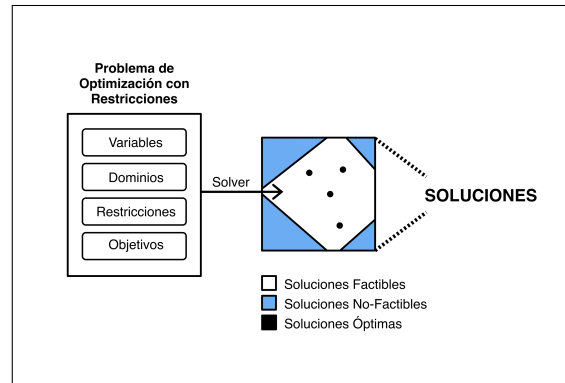 Problema de
Optimización con
Restricciones
Variables
Dominios
Restricciones
Objetivos
Solver
SOLUCIONES
Soluciones Factibles
Soluciones No-Factibles
Soluciones Óptimas